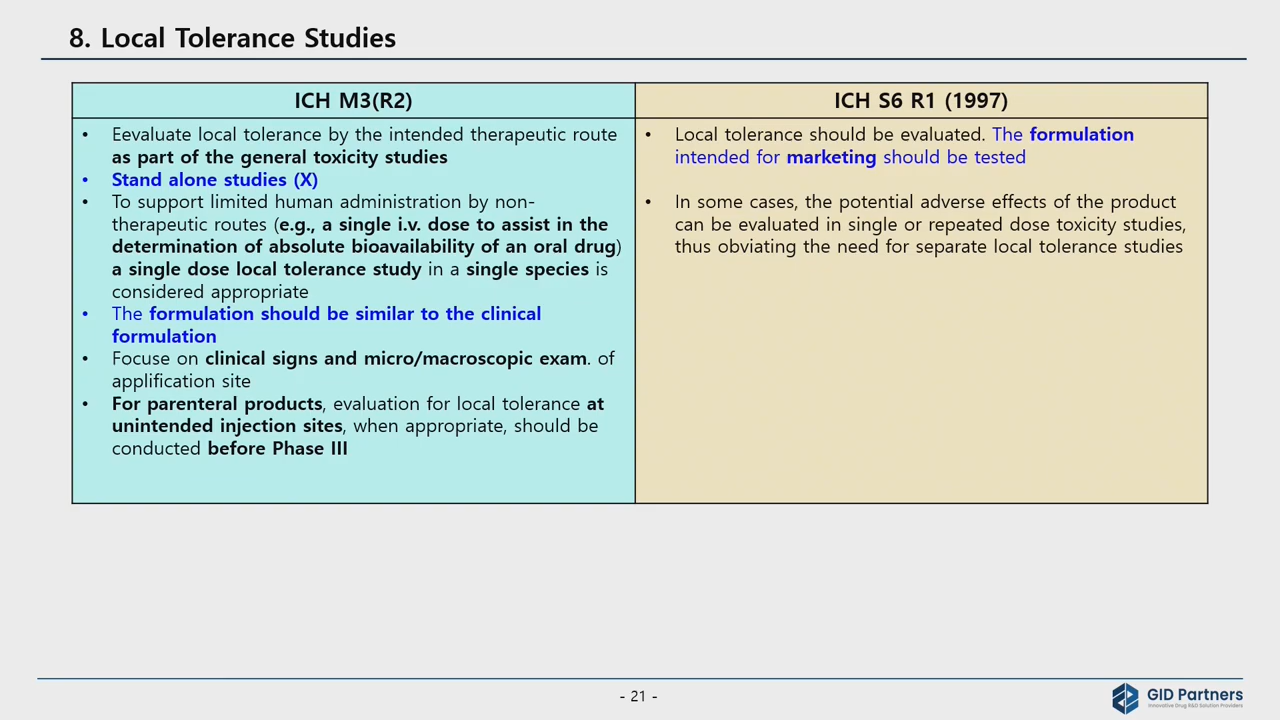 8. Local Tolerance Studies
ICH M3(R2)
• Eevaluate local tolerance by the intended therapeutic route
as part of the general toxicity studies
• Stand alone studies (X)
• To support limited human administration by non-
therapeutic routes (e.g., a single i.v. dose to assist in the
determination of absolute bioavailability of an oral drug)
a single dose local tolerance study in a single species is
considered appropriate
• The formulation should be similar to the clinical
formulation
• Focuse on clinical signs and micro/macroscopic exam. of
applification site
• For parenteral products, evaluation for local tolerance at
unintended injection sites, when appropriate, should be
conducted before Phase III
ICH S6 R1 (1997)
• Local tolerance should be evaluated. The formulation
intended for marketing should be tested
• In some cases, the potential adverse effects of the product
can be evaluated in single or repeated dose toxicity studies,
thus obviating the need for separate local tolerance studies
- 21 -
GID Partners
Innovative Drug R&D Solution Providers